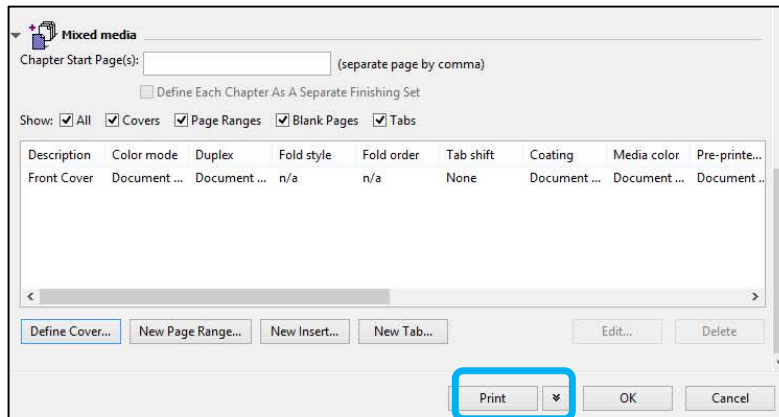 Mixed media
Chapter Start Page(s): (separate page by comma)
Define Each Chapter As A Separate Finishing Set
Show: All Covers Page Ranges Blank Pages Tabs
Description Color mode Duplex Fold style Fold order Tab shift Coating Media color Pre-printe...
Front Cover Document ... Document ... n/a n/a None Document ... Document ... Document ..
Define Cover... New Page Range... New Insert... New Tab... Edit... Delete
Print OK Cancel